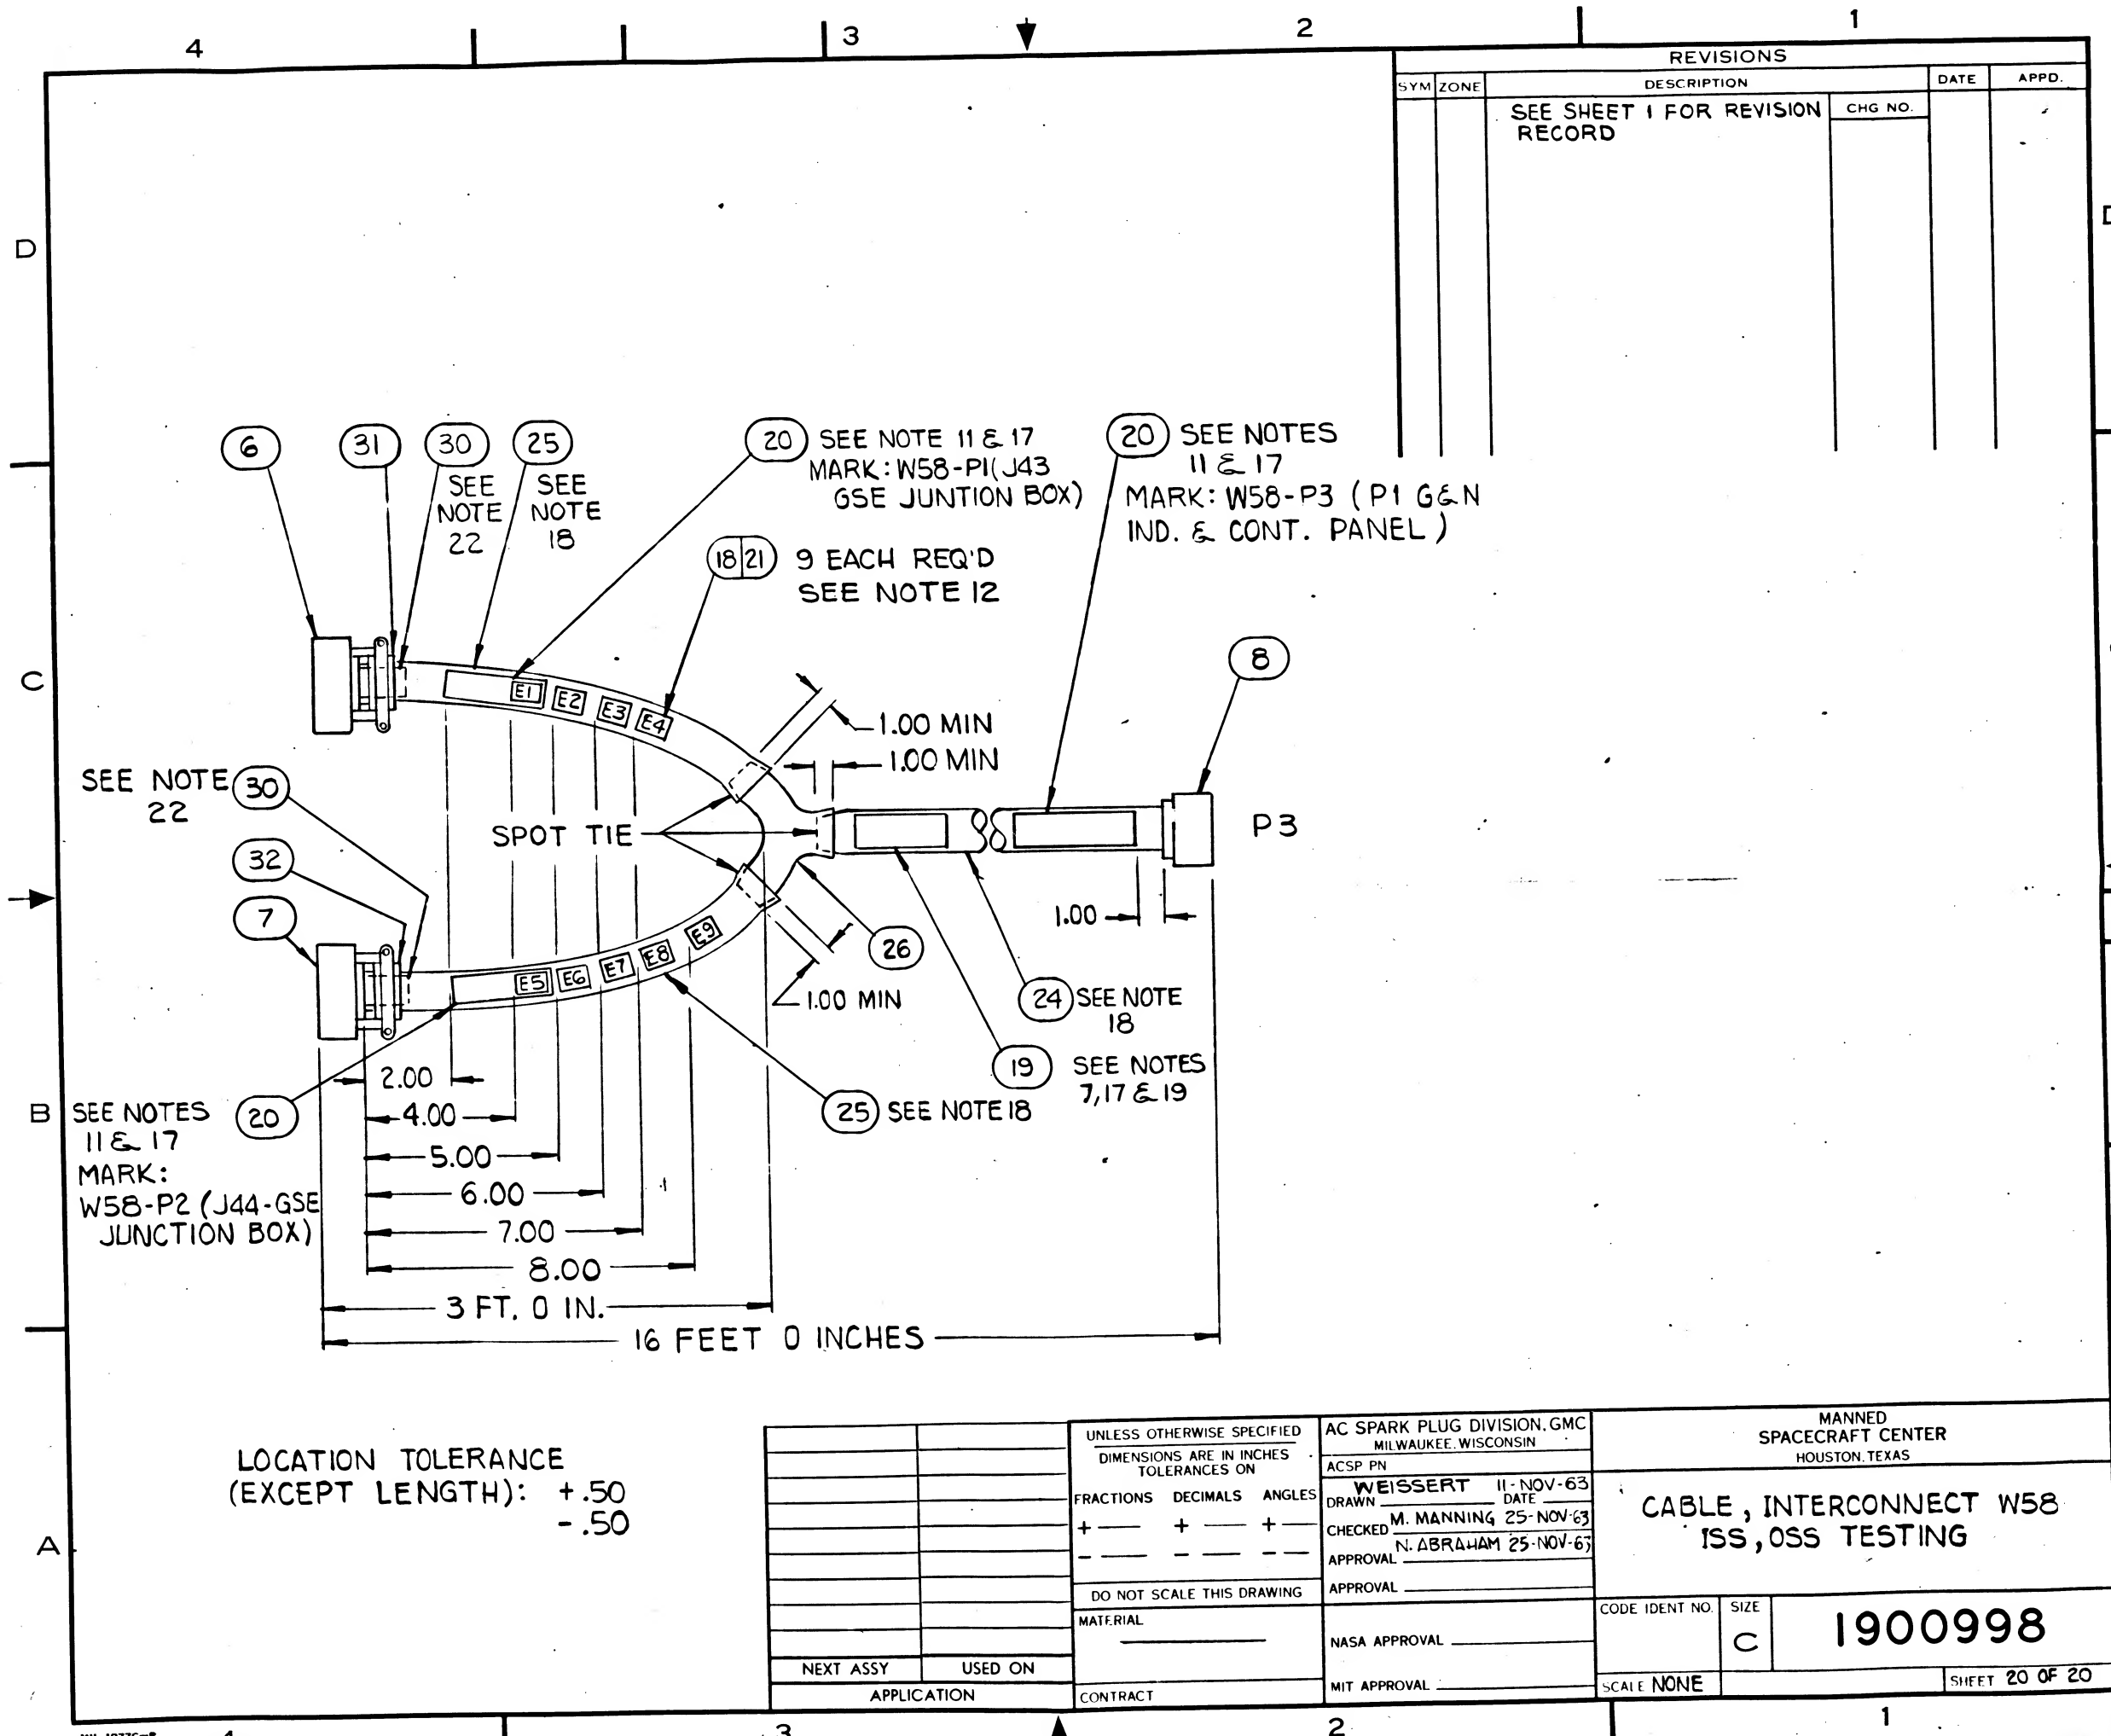 4
3
2
1
REVISIONS
SYM ZONE DESCRIPTION DATE APPD.
SEE SHEET 1 FOR REVISION
RECORD
CHG NO.
D
6
31
30
SEE
NOTE
22
25
SEE
NOTE
18
20 SEE NOTE 11 & 17
MARK: W58-P1(J43
GSE JUNTION BOX)
20 SEE NOTES
11 & 17
MARK: W58-P3 (P1 G&N
IND. & CONT. PANEL)
18 21 9 EACH REQ'D
SEE NOTE 12
C
E1 E2 E3 E4
8
1.00 MIN
1.00 MIN
SEE NOTE 30
22
SPOT TIE
P3
32
7
1.00
26
E5 E6 E7 E8 E9
1.00 MIN
24 SEE NOTE
18
19 SEE NOTES
7,17 & 19
25 SEE NOTE 18
B
SEE NOTES 20
11 & 17
MARK:
W58-P2 (J44-GSE
JUNCTION BOX)
2.00
4.00
5.00
6.00
7.00
8.00
3 FT. 0 IN.
16 FEET 0 INCHES
LOCATION TOLERANCE
(EXCEPT LENGTH): +.50
-.50
A
NEXT ASSY USED ON
APPLICATION
UNLESS OTHERWISE SPECIFIED
DIMENSIONS ARE IN INCHES
TOLERANCES ON
FRACTIONS DECIMALS ANGLES
+ + +
- - -
DO NOT SCALE THIS DRAWING
MATERIAL
CONTRACT
AC SPARK PLUG DIVISION, GMC
MILWAUKEE, WISCONSIN
ACSP PN
DRAWN WEISSERT DATE 11-NOV-63
CHECKED M. MANNING 25-NOV-63
APPROVAL N. ABRAHAM 25-NOV-63
APPROVAL
NASA APPROVAL
MIT APPROVAL
MANNED
SPACECRAFT CENTER
HOUSTON, TEXAS
CABLE, INTERCONNECT W58
ISS, OSS TESTING
CODE IDENT NO. SIZE
C
1900998
SCALE NONE
SHEET 20 OF 20
3
2
1